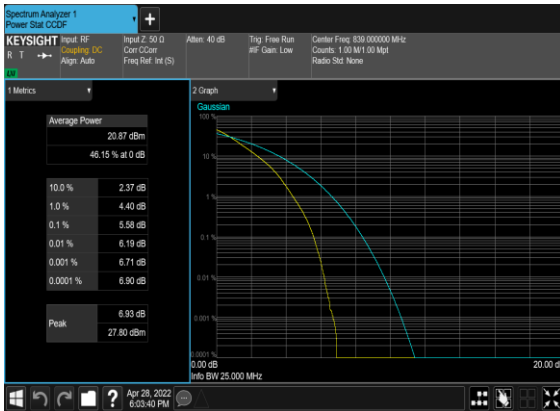 Spectrum Analyzer 1
Power Stat CCDF
+
KEYSIGHT
R T
LM
Input: RF
Coupling: DC
Align: Auto
Input Z: 50 Ω
Corr CCorr
Freq Ref: Int (S)
Atten: 40 dB
Trig: Free Run
#IF Gain: Low
Center Freq: 839.000000 MHz
Counts: 1.00 M/1.00 Mpt
Radio Std: None
1 Metrics
Average Power
20.87 dBm
46.15 % at 0 dB
10.0 % 2.37 dB
1.0 % 4.40 dB
0.1 % 5.58 dB
0.01 % 6.19 dB
0.001 % 6.71 dB
0.0001 % 6.90 dB
Peak
6.93 dB
27.80 dBm
2 Graph
Gaussian
100 %
10 %
1 %
0.1 %
0.01 %
0.001 %
0.0001 %
0.00 dB
20.00 d
Info BW 25.000 MHz
?
Apr 28, 2022
6:03:40 PM